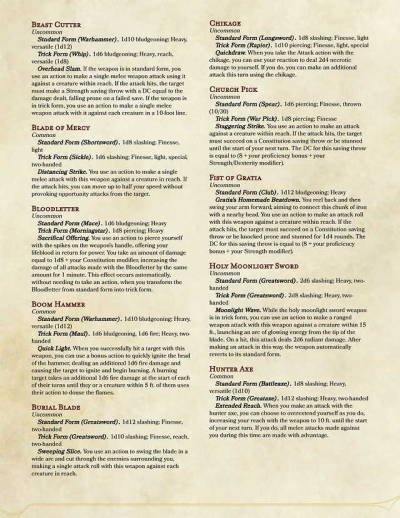 BEAST CUTTER
Uncommon
Standard Form (Warhammer). 1d10 bludgeoning; Heavy,
versatile (1d12)
Trick Form (Whip). 1d6 bludgeoning; Heavy, reach,
versatile (1d8)
Overhead Slam. If the weapon is in standard form, you
use an action to make a single melee weapon attack using it
against a creature within reach. If the attack hits, the target
must make a Strength saving throw with a DC equal to the
damage dealt, falling prone on a failed save. If the weapon is
in trick form, you use an action to make a single melee
weapon attack with it against each creature in a 10-foot line.
BLADE OF MERCY
Common
Standard Form (Shortsword). 1d8 slashing; Finesse,
light
Trick Form (Sickle). 1d6 slashing; Finesse, light, special,
two-handed
Distancing Strike. You use an action to make a single
melee attack with this weapon against a creature in reach. If
the attack hits, you may move up to half your speed without
provoking opportunity attacks from the target.
BLOODLETTER
Uncommon
Standard Form (Mace). 1d6 bludgeoning; Heavy
Trick Form (Morningstar). 1d8 piercing; Heavy
Sacrificial Offering. You use an action to pierce yourself
with the spikes on the weapon's handle, offering your
lifeblood in return for power. You take an amount of damage
equal to 1d8 + your Constitution modifier, increasing the
damage of all attacks made with the Bloodletter by the same
amount for 1 minute. This effect occurs automatically,
without needing to take an action, when you transform the
Bloodletter from standard form into trick form.
BOOM HAMMER
Common
Standard Form (Warhammer). 1d10 bludgeoning; Heavy,
versatile (1d12)
Trick Form (Maul). 1d6 bludgeoning, 1d6 fire; Heavy, two-
handed
Quick Light. When you successfully hit a target with this
weapon, you can use a bonus action to quickly ignite the head
of the hammer, dealing an additional 1d6 fire damage and
causing the target to ignite and begin burning. A burning
target takes an additional 1d6 fire damage at the start of each
of their turns until they or a creature within 5 ft. of them uses
their action to douse the flames.
BURIAL BLADE
Uncommon
Standard Form (Greatsword). 1d12 slashing; Finesse,
two-handed
Trick Form (Greatsword). 1d10 slashing; Finesse, reach,
two-handed
Sweeping Slice. You use an action to swing the blade in a
wide arc and cut through the enemies surrounding you,
making a single attack roll with this weapon against each
creature in reach.
CHIKAGE
Uncommon
Standard Form (Longsword). 1d8 slashing; Finesse, light
Trick Form (Rapier). 1d10 piercing; Finesse, light, special
Quickdraw. When you take the Attack action with the
chikage, you can use your reaction to deal 2d4 necrotic
damage to yourself. If you do, you can make an additional
attack this turn using the chikage.
CHURCH PICK
Uncommon
Standard Form (Spear). 1d6 piercing; Finesse, thrown
(10/30)
Trick Form (War Pick). 1d8 piercing; Finesse
Staggering Strike. You use an action to make an attack
against a creature within reach. If the attack hits, the target
must succeed on a Constitution saving throw or be stunned
until the start of your next turn. The DC for this saving throw
is equal to (8 + your proficiency bonus + your
Strength/Dexterity modifier).
FIST OF GRATIA
Uncommon
Standard Form (Club). 1d12 bludgeoning; Heavy
Gratia's Homemade Beatdown. You reel back and then
swing your arm forward, aiming to connect this chunk of iron
with a nearby head. You use an action to make an attack roll
with this weapon against a creature within reach. If the
attack hits, the target must succeed on a Constitution saving
throw or be knocked prone and stunned for 1d4 rounds. The
DC for this saving throw is equal to (8 + your proficiency
bonus + your Strength modifier).
HOLY MOONLIGHT SWORD
Uncommon
Standard Form (Greatsword). 2d6 slashing; Heavy, two-
handed
Trick Form (Greatsword). 2d8 slashing; Heavy, two-
handed
Moonlight Wave. While the holy moonlight sword weapon
is in trick form, you can use an action to make a ranged
weapon attack with this weapon against a creature within 15
ft., launching an arc of glowing energy from the tip of the
blade. On a hit, this attack deals 2d6 radiant damage. After
making an attack in this way, the weapon automatically
reverts to its standard form.
HUNTER AXE
Common
Standard Form (Battleaxe). 1d8 slashing; Heavy,
versatile (1d10)
Trick Form (Greataxe). 1d12 slashing; Heavy, two-handed
Extended Reach. When you make an attack with the
hunter axe, you can choose to overextend yourself as you do,
increasing your reach with the weapon to 10 ft. until the start
of your next turn. If you do, all melee attacks made against
you during this time are made with advantage.